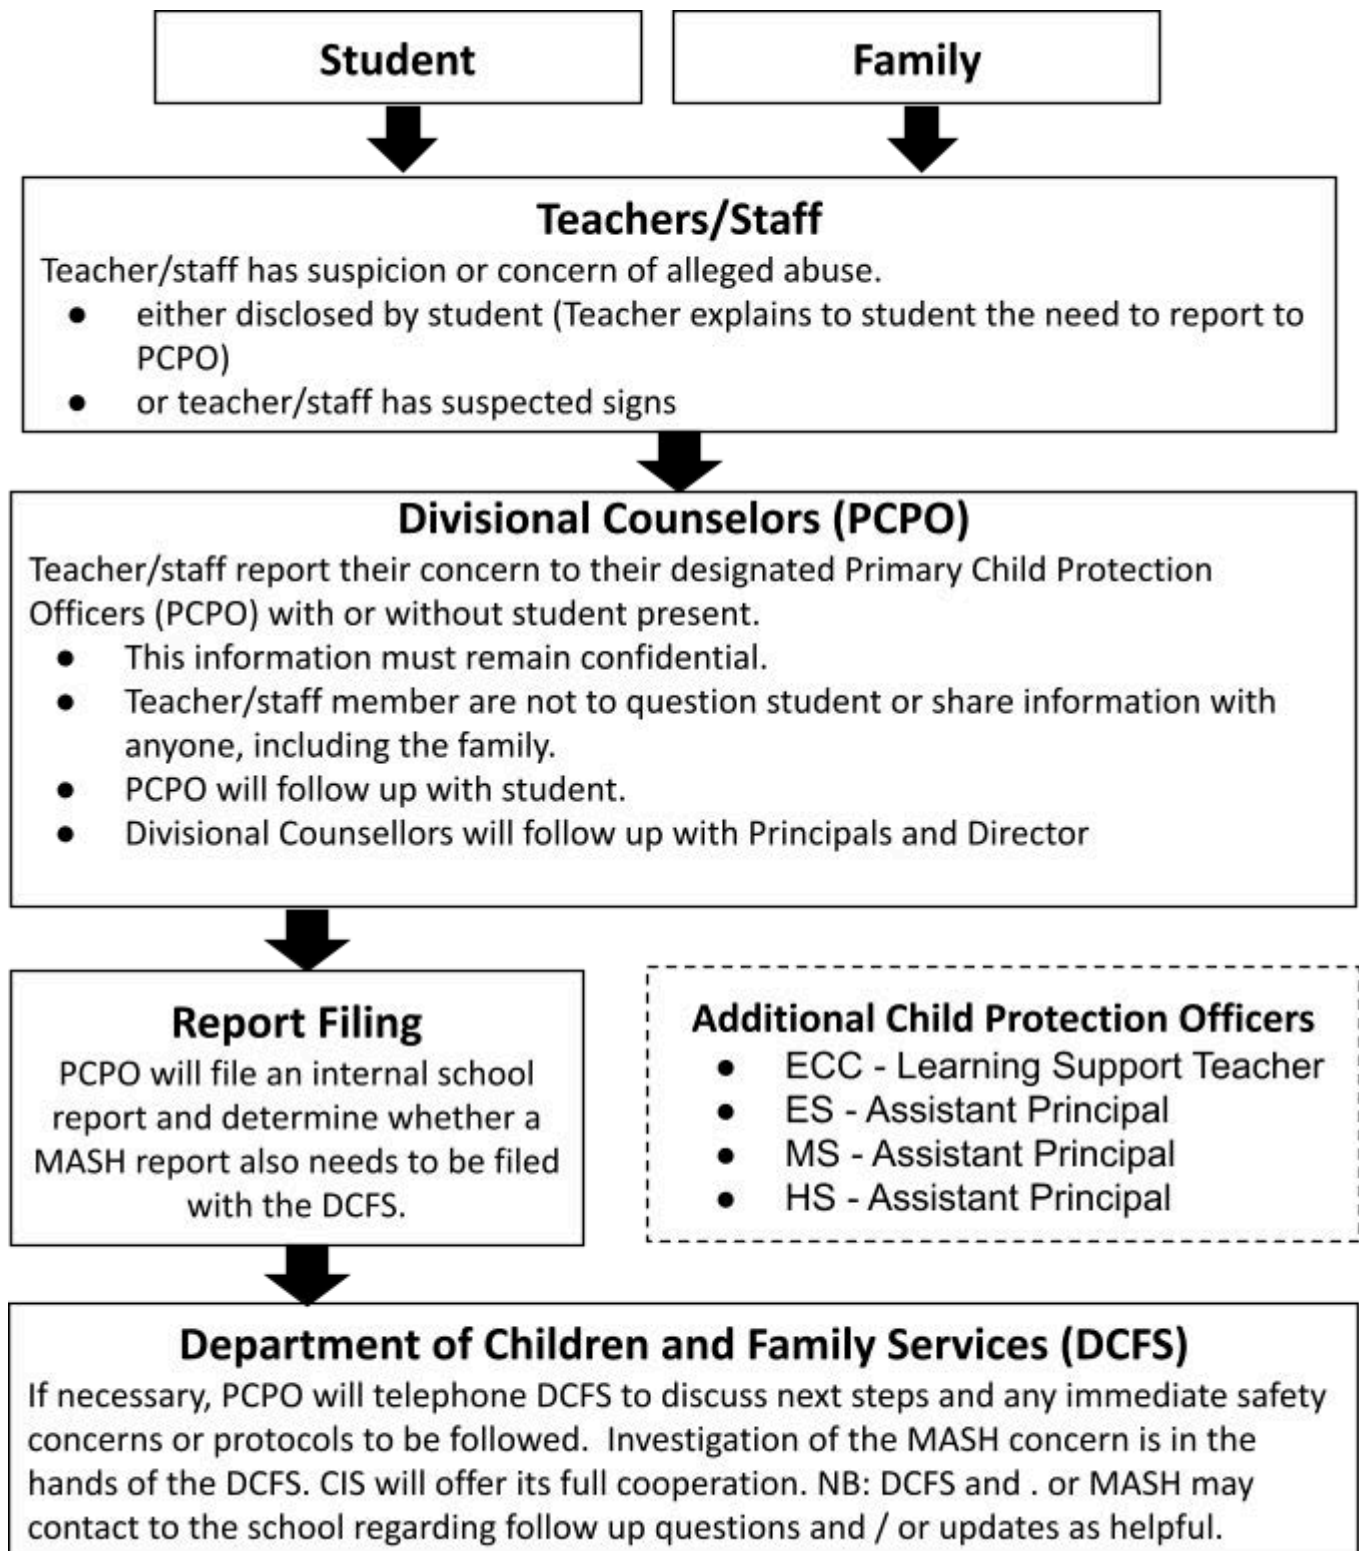 Student
Family
Teachers/Staff
Teacher/staff has suspicion or concern of alleged abuse.
● either disclosed by student (Teacher explains to student the need to report to
PCPO)
● or teacher/staff has suspected signs
Divisional Counselors (PCPO)
Teacher/staff report their concern to their designated Primary Child Protection
Officers (PCPO) with or without student present.
● This information must remain confidential.
● Teacher/staff member are not to question student or share information with
anyone, including the family.
● PCPO will follow up with student.
● Divisional Counsellors will follow up with Principals and Director
Report Filing
PCPO will file an internal school
report and determine whether a
MASH report also needs to be filed
with the DCFS.
Additional Child Protection Officers
● ECC - Learning Support Teacher
● ES - Assistant Principal
● MS - Assistant Principal
● HS - Assistant Principal
Department of Children and Family Services (DCFS)
If necessary, PCPO will telephone DCFS to discuss next steps and any immediate safety
concerns or protocols to be followed.  Investigation of the MASH concern is in the
hands of the DCFS. CIS will offer its full cooperation. NB: DCFS and . or MASH may
contact to the school regarding follow up questions and / or updates as helpful.